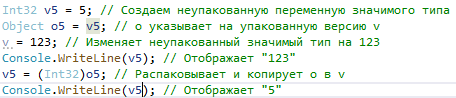 Int32 v5 = 5; // Создаем неупакованную переменную значимого типа
Object o5 = v5; // o указывает на упакованную версию v
v = 123; // Изменяет неупакованный значимый тип на 123
Console.WriteLine(v5); // Отображает "123"
v5 = (Int32)o5; // Распаковывает и копирует o в v
Console.WriteLine(v5); // Отображает "5"